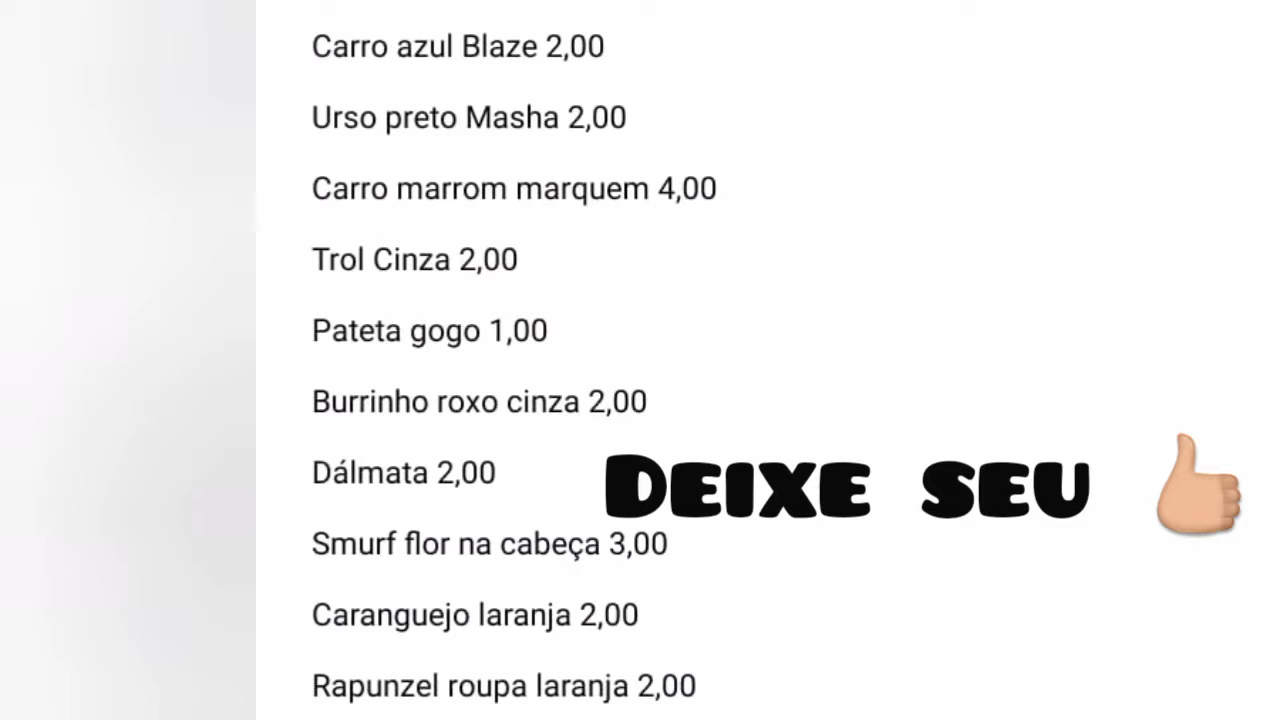 Carro azul Blaze 2,00
Urso preto Masha 2,00
Carro marrom marquem 4,00
Trol Cinza 2,00
Pateta gogo 1,00
Burrinho roxo cinza 2,00
Dálmata 2,00
DEIXE SEU
Smurf flor na cabeça 3,00
Caranguejo laranja 2,00
Rapunzel roupa laranja 2,00